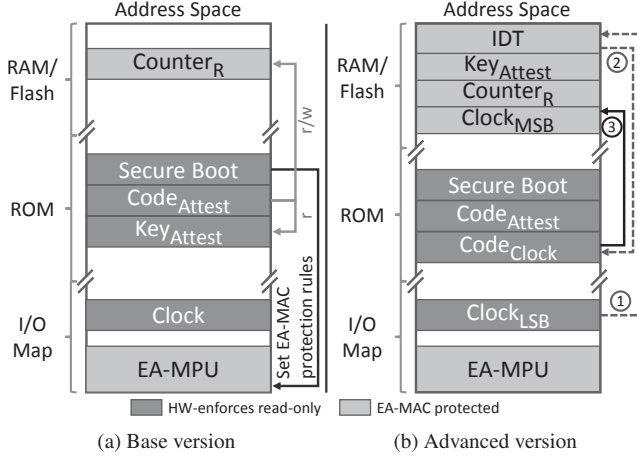 Address Space
RAM/
Flash
Counter_R
r/w
ROM
Secure Boot
Code_Attest
Key_Attest
r
Set EA-MAC
protection rules
I/O
Map
Clock
EA-MPU
Address Space
RAM/
Flash
IDT
Key_Attest
Counter_R
Clock_MSB
②
③
ROM
Secure Boot
Code_Attest
Code_Clock
I/O
Map
Clock_LSB
①
EA-MPU
HW-enforces read-only
EA-MAC protected
(a) Base version
(b) Advanced version